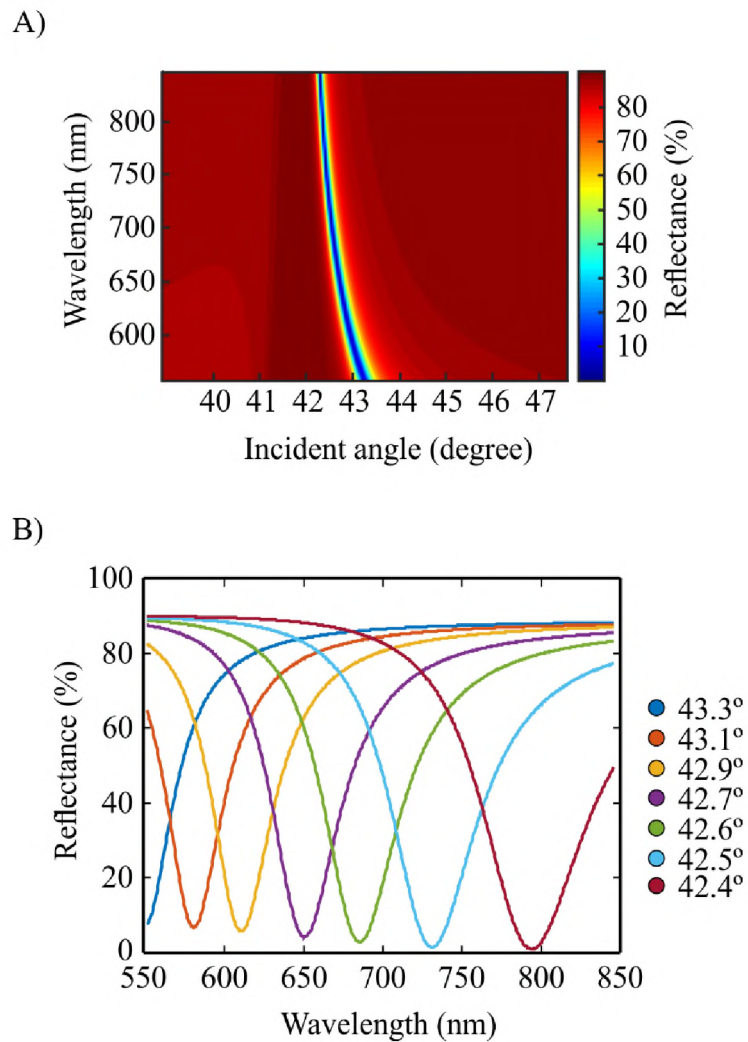 A)
800
750
700
650
600
Wavelength (nm)
40 41 42 43 44 45 46 47
Incident angle (degree)
80
70
60
50
40
30
20
10
Reflectance (%)
B)
100
80
60
40
20
0
Reflectance (%)
550 600 650 700 750 800 850
Wavelength (nm)
43.3º
43.1º
42.9º
42.7º
42.6º
42.5º
42.4º